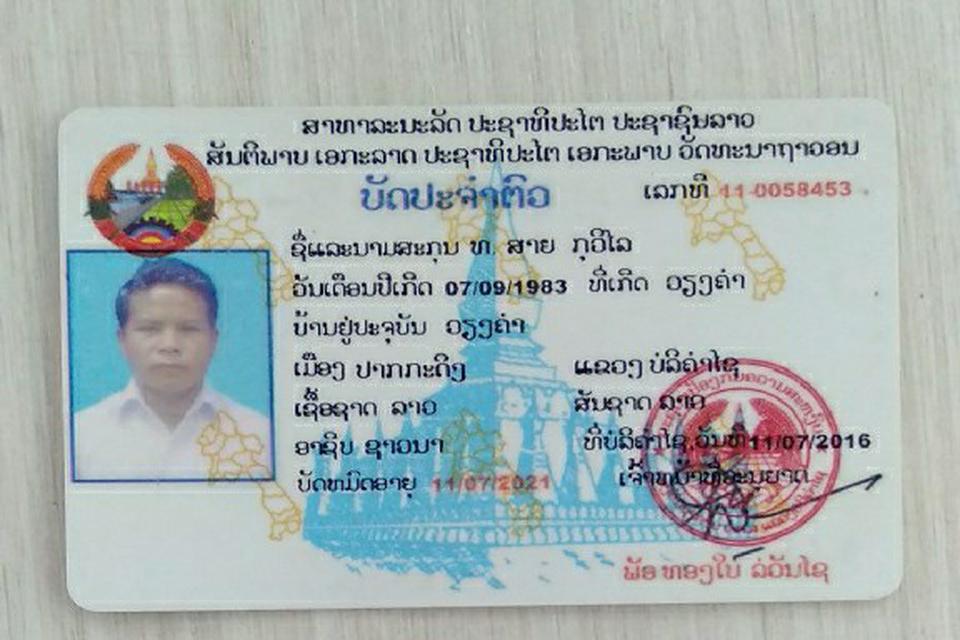 ສາທາລະນະລັດ ປະຊາທິປະໄຕ ປະຊາຊົນລາວ
ສັນຕິພາບ ເອກະລາດ ປະຊາທິປະໄຕ ເອກະພາບ ວັດທະນາຖາວອນ
ບັດປະຈຳຕົວ
ເລກທີ 11-0058453
ຊື່ແລະນາມສະກຸນ ທ. ສາຍ ກຸວິໄລ
ວັນເດືອນປີເກີດ 07/09/1983 ທີ່ເກີດ ວຽງຄຳ
ບ້ານຢູ່ປະຈຸບັນ ວຽງຄຳ
ເມືອງ ປາກກະດິງ ແຂວງ ບໍລິຄຳໄຊ
ເຊື້ອຊາດ ລາວ ສັນຊາດ ລາວ
ອາຊີບ ຊາວນາ ທີ່ບໍລິຄຳໄຊ,ວັນທີ11/07/2016
ບັດໝົດອາຍຸ 11/07/2021 ເຈົ້າໜ້າທີ່ອະນຸຍາດ
ພັອ ທອງໃບ ລໍວັນໄຊ